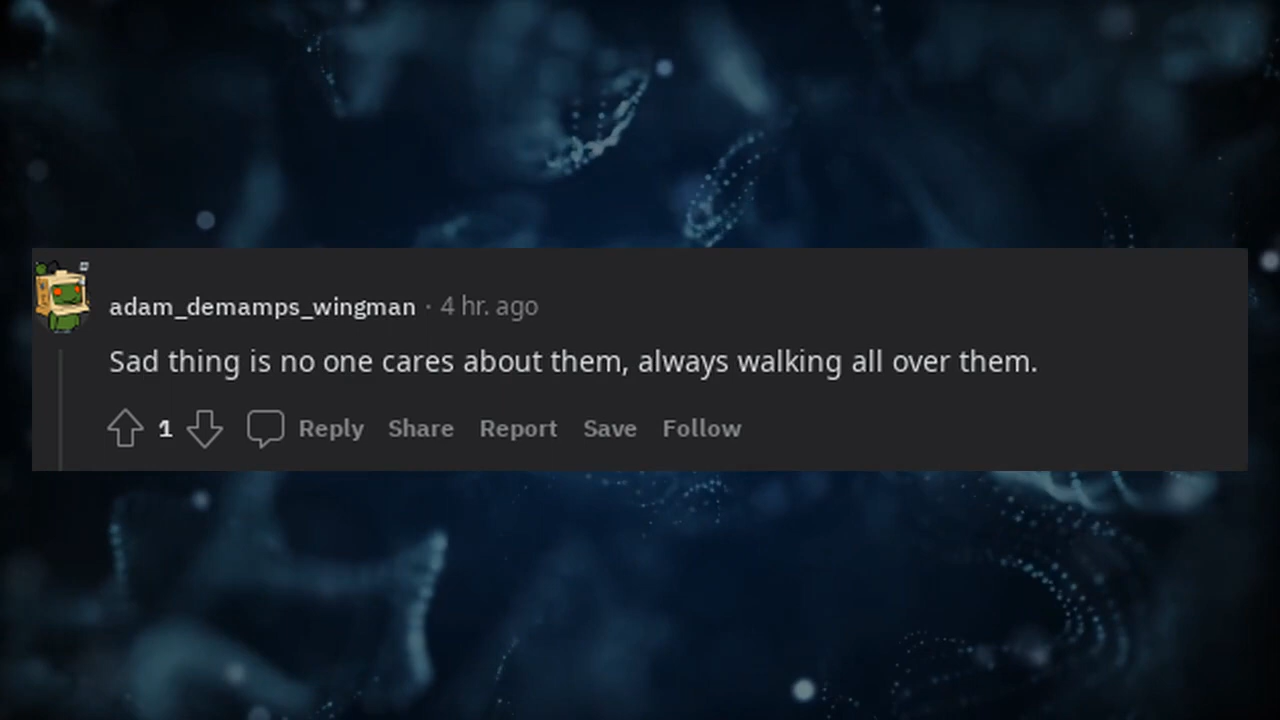 adam_demamps_wingman · 4 hr. ago
Sad thing is no one cares about them, always walking all over them.
1 Reply Share Report Save Follow